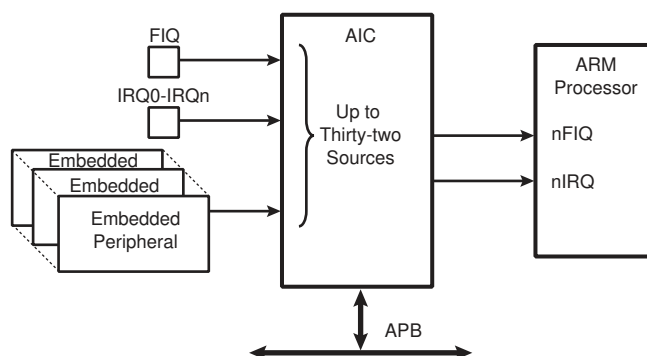 FIQ
IRQ0-IRQn
Embedded
Embedded
Embedded
Peripheral
AIC
Up to
Thirty-two
Sources
APB
ARM
Processor
nFIQ
nIRQ